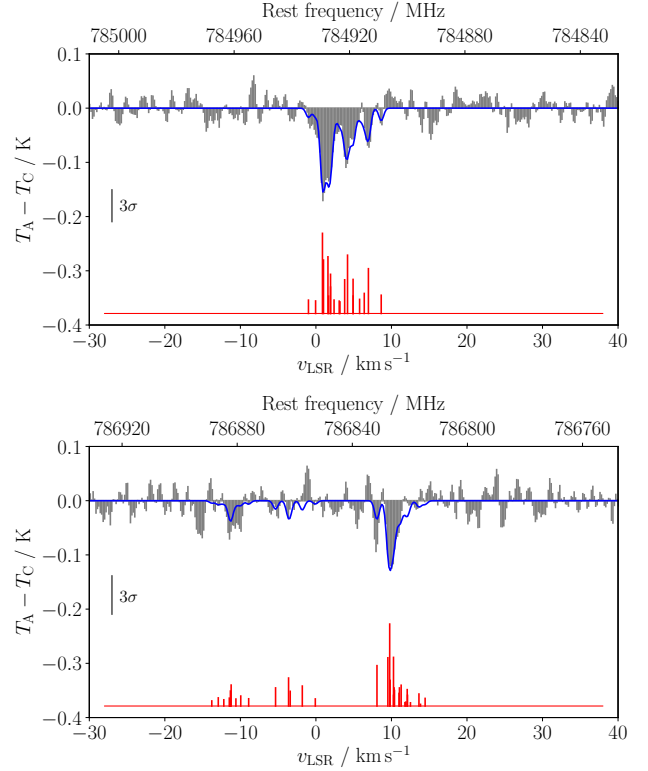 Rest frequency / MHz
785000 784960 784920 784880 784840
0.1
0.0
−0.1
−0.2
−0.3
−0.4
T_A − T_C / K
3σ
−30 −20 −10 0 10 20 30 40
v_LSR / km s⁻¹
Rest frequency / MHz
786920 786880 786840 786800 786760
0.1
0.0
−0.1
−0.2
−0.3
−0.4
T_A − T_C / K
3σ
−30 −20 −10 0 10 20 30 40
v_LSR / km s⁻¹